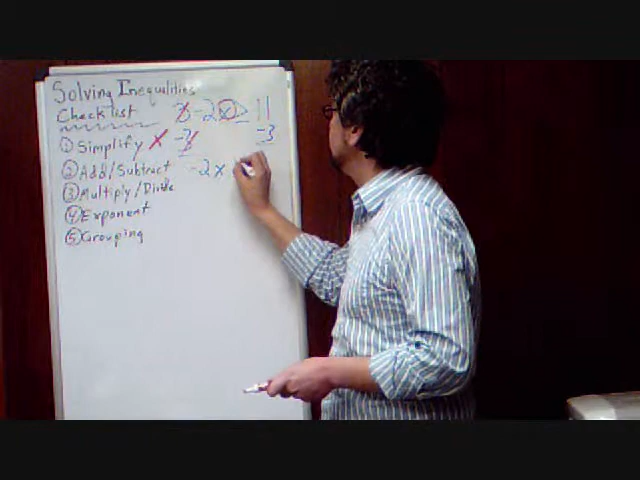 Solving Inequalities
Checklist
3 - 2x ≥ 11
① Simplify ✗ -3 -3
② Add/Subtract -2x
③ Multiply/Divide
④ Exponent
⑤ Grouping